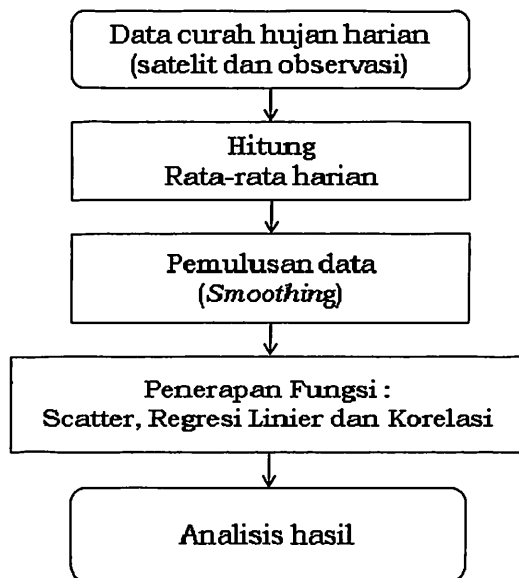 Data curah hujan harian
(satelit dan observasi)
Hitung
Rata-rata harian
Pemulusan data
(Smoothing)
Penerapan Fungsi :
Scatter, Regresi Linier dan Korelasi
Analisis hasil